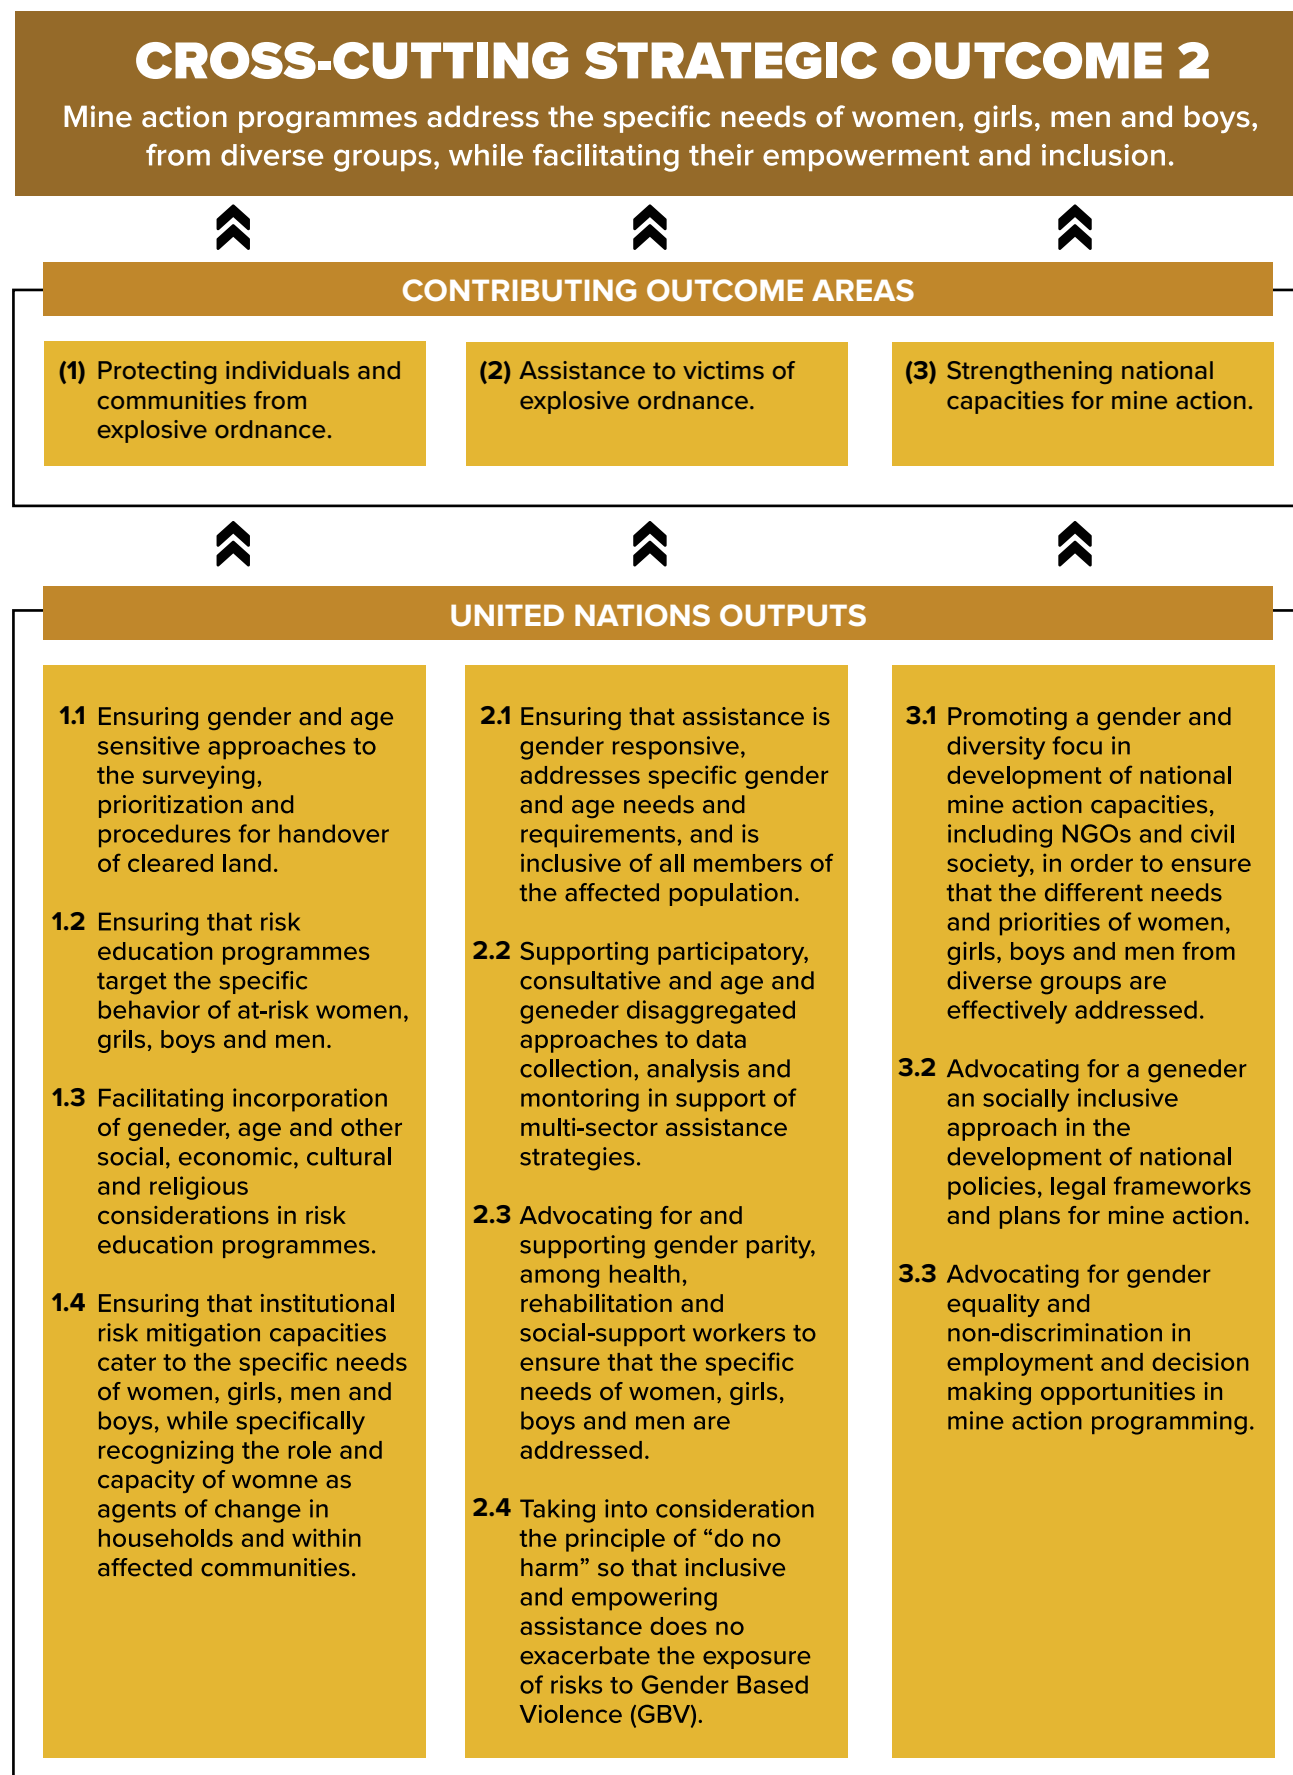 CROSS-CUTTING STRATEGIC OUTCOME 2
Mine action programmes address the specific needs of women, girls, men and boys,
from diverse groups, while facilitating their empowerment and inclusion.
CONTRIBUTING OUTCOME AREAS
(1) Protecting individuals and
communities from
explosive ordnance.
(2) Assistance to victims of
explosive ordnance.
(3) Strengthening national
capacities for mine action.
UNITED NATIONS OUTPUTS
1.1 Ensuring gender and age
sensitive approaches to
the surveying,
prioritization and
procedures for handover
of cleared land.
1.2 Ensuring that risk
education programmes
target the specific
behavior of at-risk women,
grils, boys and men.
1.3 Facilitating incorporation
of geneder, age and other
social, economic, cultural
and religious
considerations in risk
education programmes.
1.4 Ensuring that institutional
risk mitigation capacities
cater to the specific needs
of women, girls, men and
boys, while specifically
recognizing the role and
capacity of womne as
agents of change in
households and within
affected communities.
2.1 Ensuring that assistance is
gender responsive,
addresses specific gender
and age needs and
requirements, and is
inclusive of all members of
the affected population.
2.2 Supporting participatory,
consultative and age and
geneder disaggregated
approaches to data
collection, analysis and
montoring in support of
multi-sector assistance
strategies.
2.3 Advocating for and
supporting gender parity,
among health,
rehabilitation and
social-support workers to
ensure that the specific
needs of women, girls,
boys and men are
addressed.
2.4 Taking into consideration
the principle of “do no
harm” so that inclusive
and empowering
assistance does no
exacerbate the exposure
of risks to Gender Based
Violence (GBV).
3.1 Promoting a gender and
diversity focu in
development of national
mine action capacities,
including NGOs and civil
society, in order to ensure
that the different needs
and priorities of women,
girls, boys and men from
diverse groups are
effectively addressed.
3.2 Advocating for a geneder
an socially inclusive
approach in the
development of national
policies, legal frameworks
and plans for mine action.
3.3 Advocating for gender
equality and
non-discrimination in
employment and decision
making opportunities in
mine action programming.